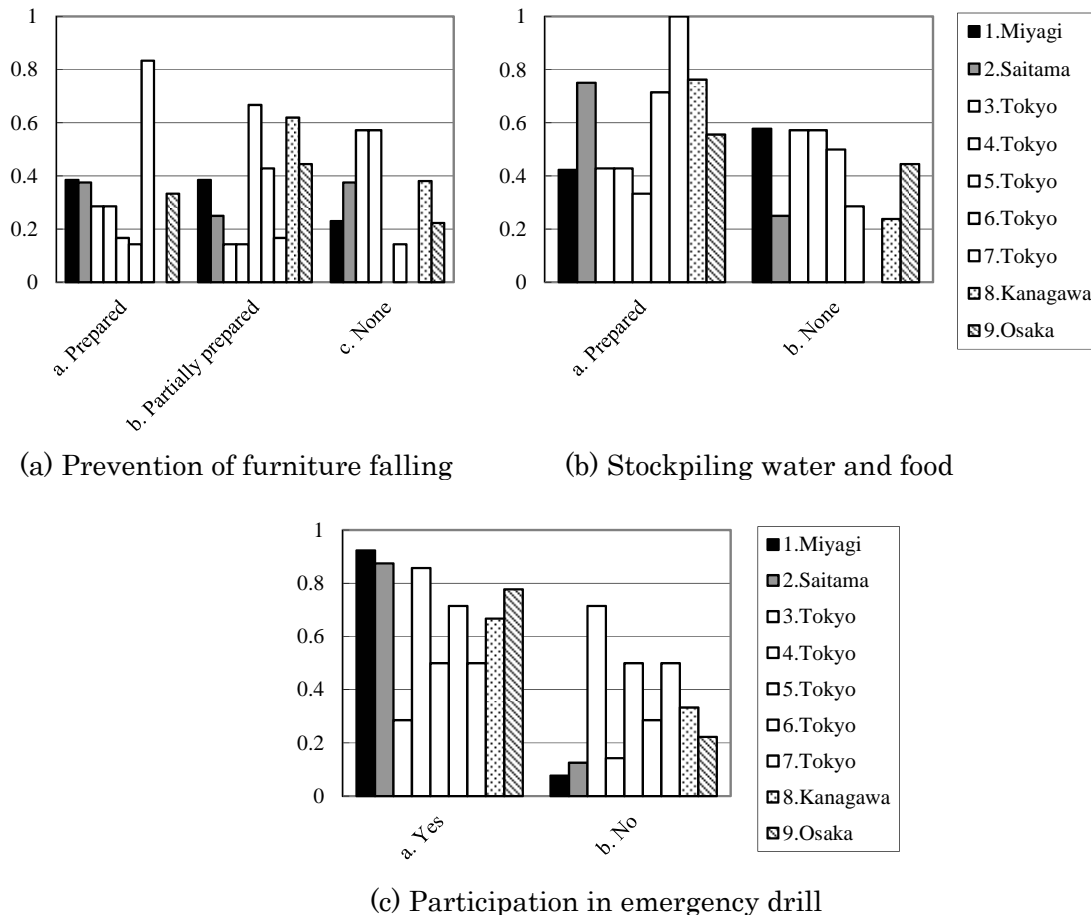 1
0.8
0.6
0.4
0.2
0
a. Prepared
b. Partially prepared
c. None
(a) Prevention of furniture falling
1
0.8
0.6
0.4
0.2
0
a. Prepared
b. None
1.Miyagi
2.Saitama
3.Tokyo
4.Tokyo
5.Tokyo
6.Tokyo
7.Tokyo
8.Kanagawa
9.Osaka
(b) Stockpiling water and food
1
0.8
0.6
0.4
0.2
0
a. Yes
b. No
1.Miyagi
2.Saitama
3.Tokyo
4.Tokyo
5.Tokyo
6.Tokyo
7.Tokyo
8.Kanagawa
9.Osaka
(c) Participation in emergency drill